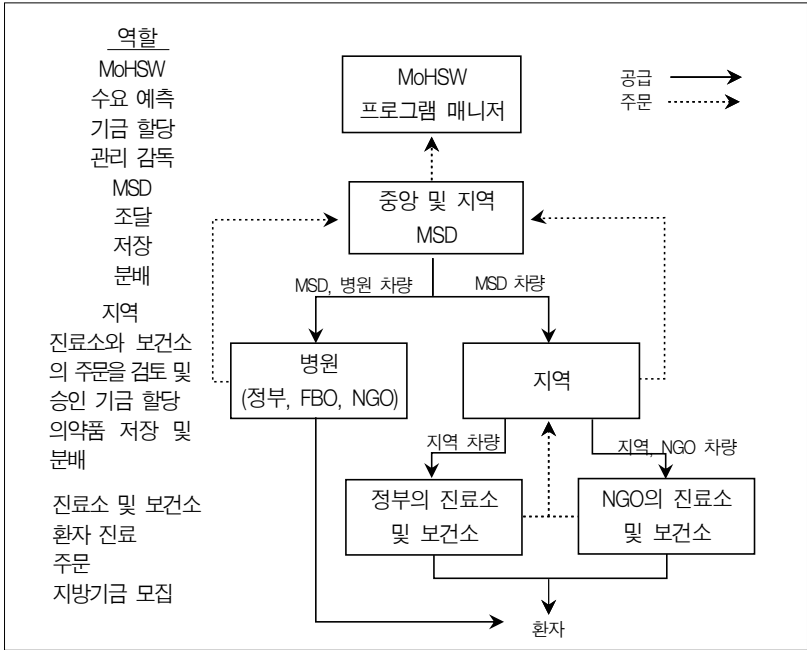 역할
MoHSW
수요 예측
기금 할당
관리 감독
MSD
조달
저장
분배
지역
진료소와 보건소
의 주문을 검토 및
승인 기금 할당
의약품 저장 및
분배
진료소 및 보건소
환자 진료
주문
지방기금 모집
MoHSW
프로그램 매니저
공급
주문
중앙 및 지역
MSD
MSD, 병원 차량
MSD 차량
병원
(정부, FBO, NGO)
지역
지역 차량
지역, NGO 차량
정부의 진료소
및 보건소
NGO의 진료소
및 보건소
환자